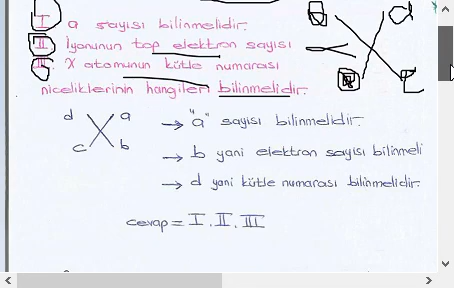 I a sayısı bilinmelidir.
II İyonunun top elektron sayısı
III X atomunun kütle numarası
niceliklerinin hangileri bilinmelidir.
d a
c b
→ "a" sayısı bilinmelidir.
→ b yani elektron sayısı bilinmeli
→ d yani kütle numarası bilinmelidir.
cevap = I, II, III